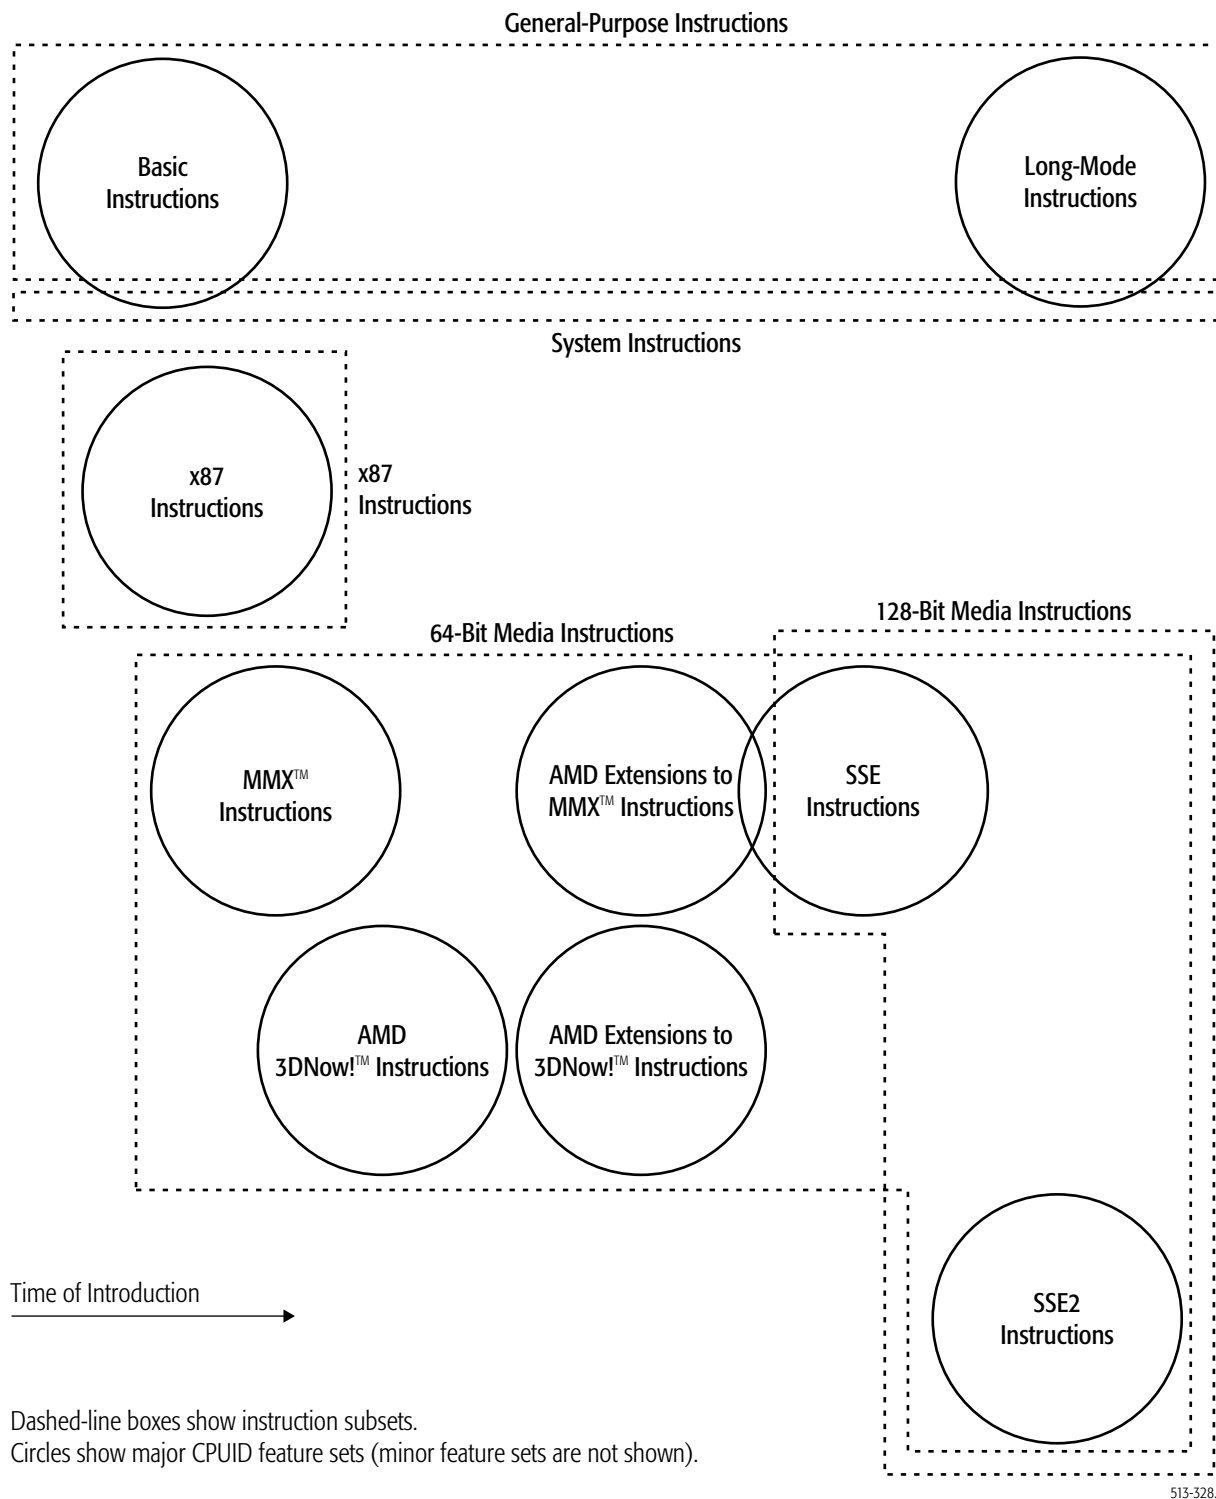 General-Purpose Instructions
Basic
Instructions
Long-Mode
Instructions
System Instructions
x87
Instructions
x87
Instructions
128-Bit Media Instructions
64-Bit Media Instructions
MMX™
Instructions
AMD Extensions to
MMX™ Instructions
SSE
Instructions
AMD
3DNow!™ Instructions
AMD Extensions to
3DNow!™ Instructions
Time of Introduction
SSE2
Instructions
Dashed-line boxes show instruction subsets.
Circles show major CPUID feature sets (minor feature sets are not shown).
513-328.